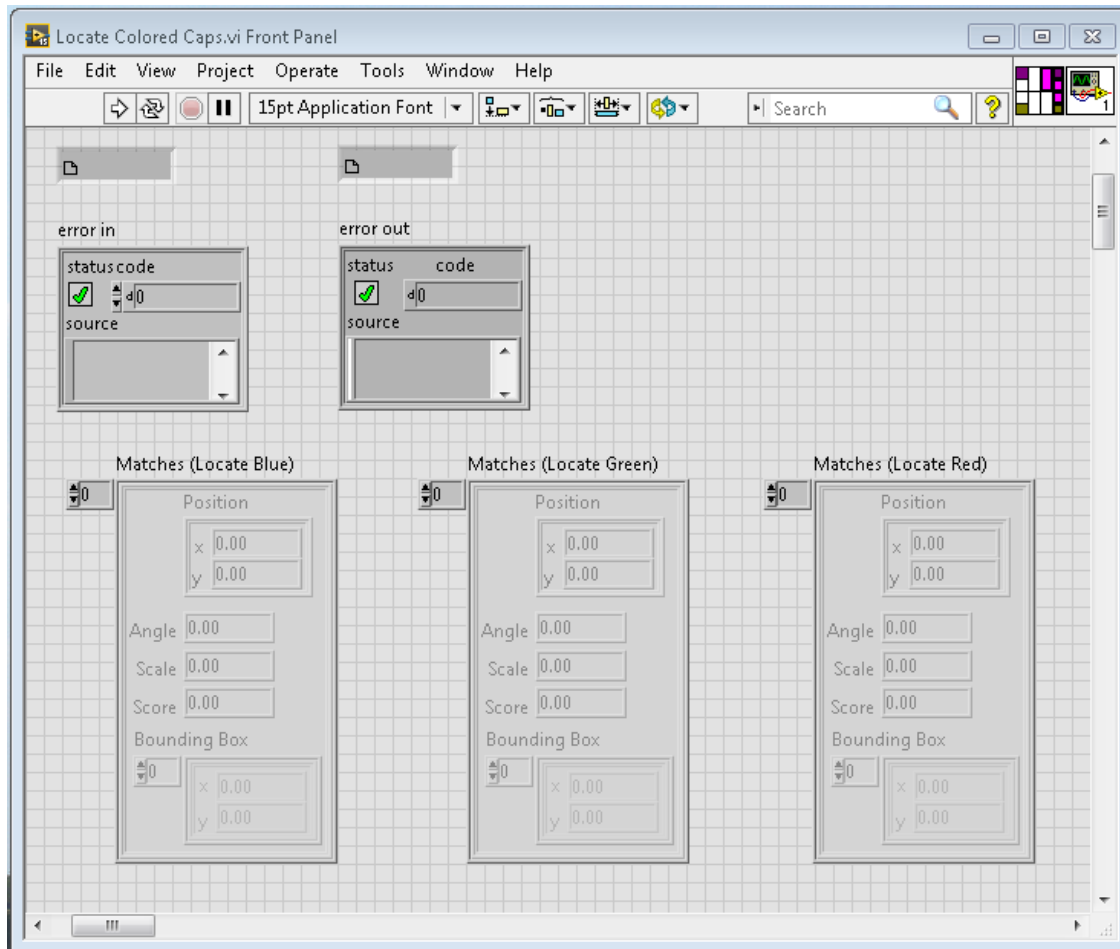 Locate Colored Caps.vi Front Panel
File Edit View Project Operate Tools Window Help
15pt Application Font Search ? 1
error in error out
status code status code
d 0 d 0
source source
Matches (Locate Blue) Matches (Locate Green) Matches (Locate Red)
0 0 0
Position Position Position
x 0.00 x 0.00 x 0.00
y 0.00 y 0.00 y 0.00
Angle 0.00 Angle 0.00 Angle 0.00
Scale 0.00 Scale 0.00 Scale 0.00
Score 0.00 Score 0.00 Score 0.00
Bounding Box Bounding Box Bounding Box
0 0 0
x 0.00 x 0.00 x 0.00
y 0.00 y 0.00 y 0.00